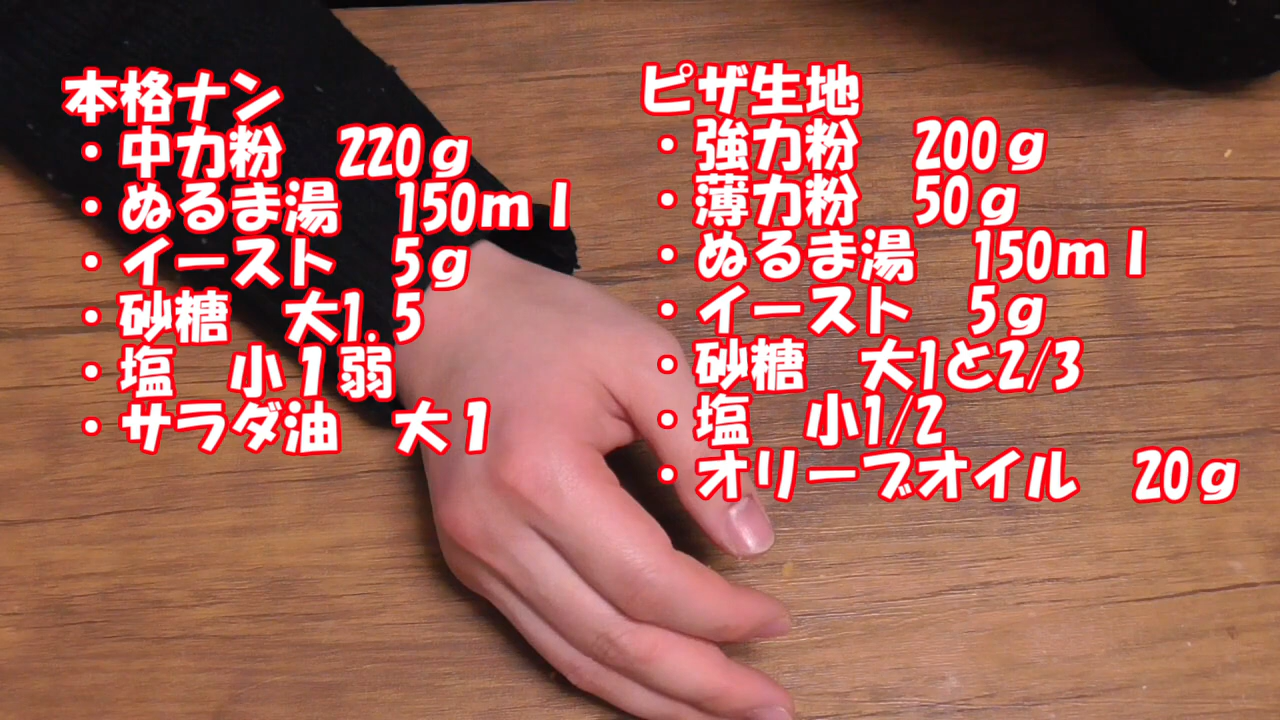 本格ナン
・中力粉　220ｇ
・ぬるま湯　150ｍｌ
・イースト　5ｇ
・砂糖　大1.5
・塩　小１弱
・サラダ油　大１
ピザ生地
・強力粉　200ｇ
・薄力粉　50ｇ
・ぬるま湯　150ｍｌ
・イースト　5ｇ
・砂糖　大1と2/3
・塩　小1/2
・オリーブオイル　20ｇ